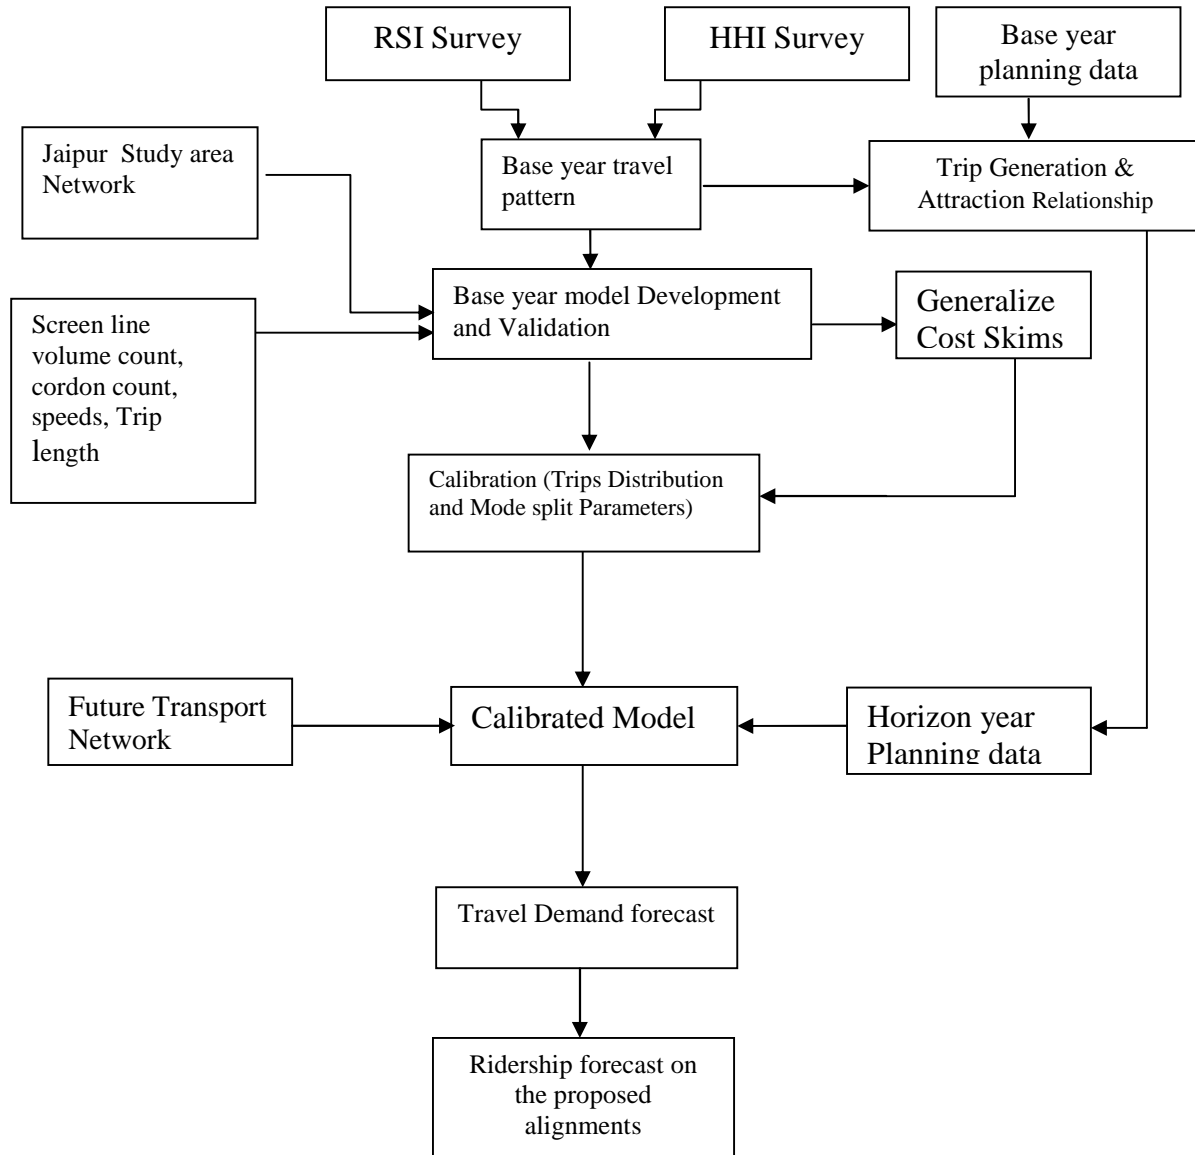 RSI Survey
HHI Survey
Base year
planning data
Jaipur Study area
Network
Base year travel
pattern
Trip Generation &
Attraction Relationship
Screen line
volume count,
cordon count,
speeds, Trip
length
Base year model Development
and Validation
Generalize
Cost Skims
Calibration (Trips Distribution
and Mode split Parameters)
Future Transport
Network
Calibrated Model
Horizon year
Planning data
Travel Demand forecast
Ridership forecast on
the proposed
alignments